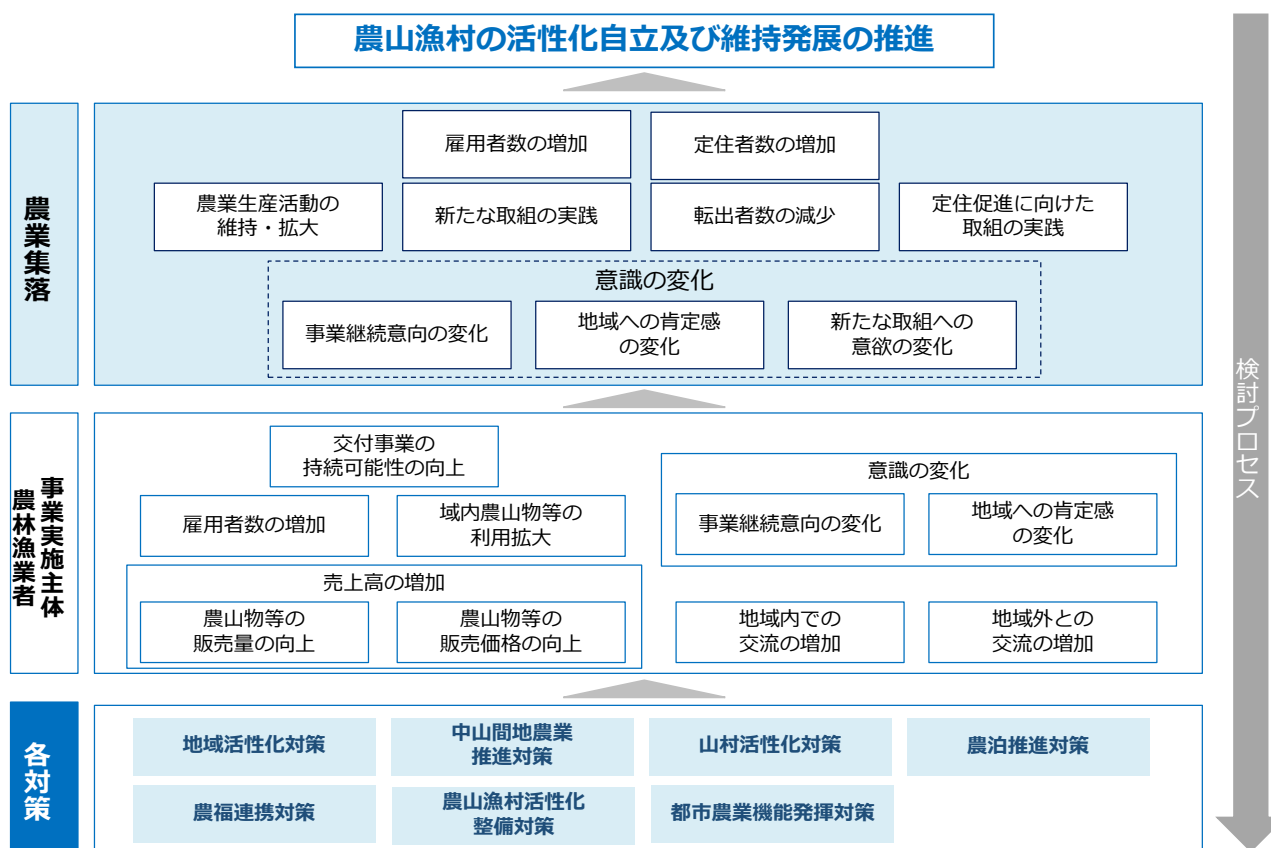 農山漁村の活性化自立及び維持発展の推進
農業集落
雇用者数の増加
定住者数の増加
農業生産活動の
維持・拡大
新たな取組の実践
転出者数の減少
定住促進に向けた
取組の実践
意識の変化
事業継続意向の変化
地域への肯定感
の変化
新たな取組への
意欲の変化
事業実施主体
農林漁業者
交付事業の
持続可能性の向上
雇用者数の増加
域内農山物等の
利用拡大
売上高の増加
農山物等の
販売量の向上
農山物等の
販売価格の向上
意識の変化
事業継続意向の変化
地域への肯定感
の変化
地域内での
交流の増加
地域外との
交流の増加
各対策
地域活性化対策
中山間地農業
推進対策
山村活性化対策
農泊推進対策
農福連携対策
農山漁村活性化
整備対策
都市農業機能発揮対策
検討プロセス